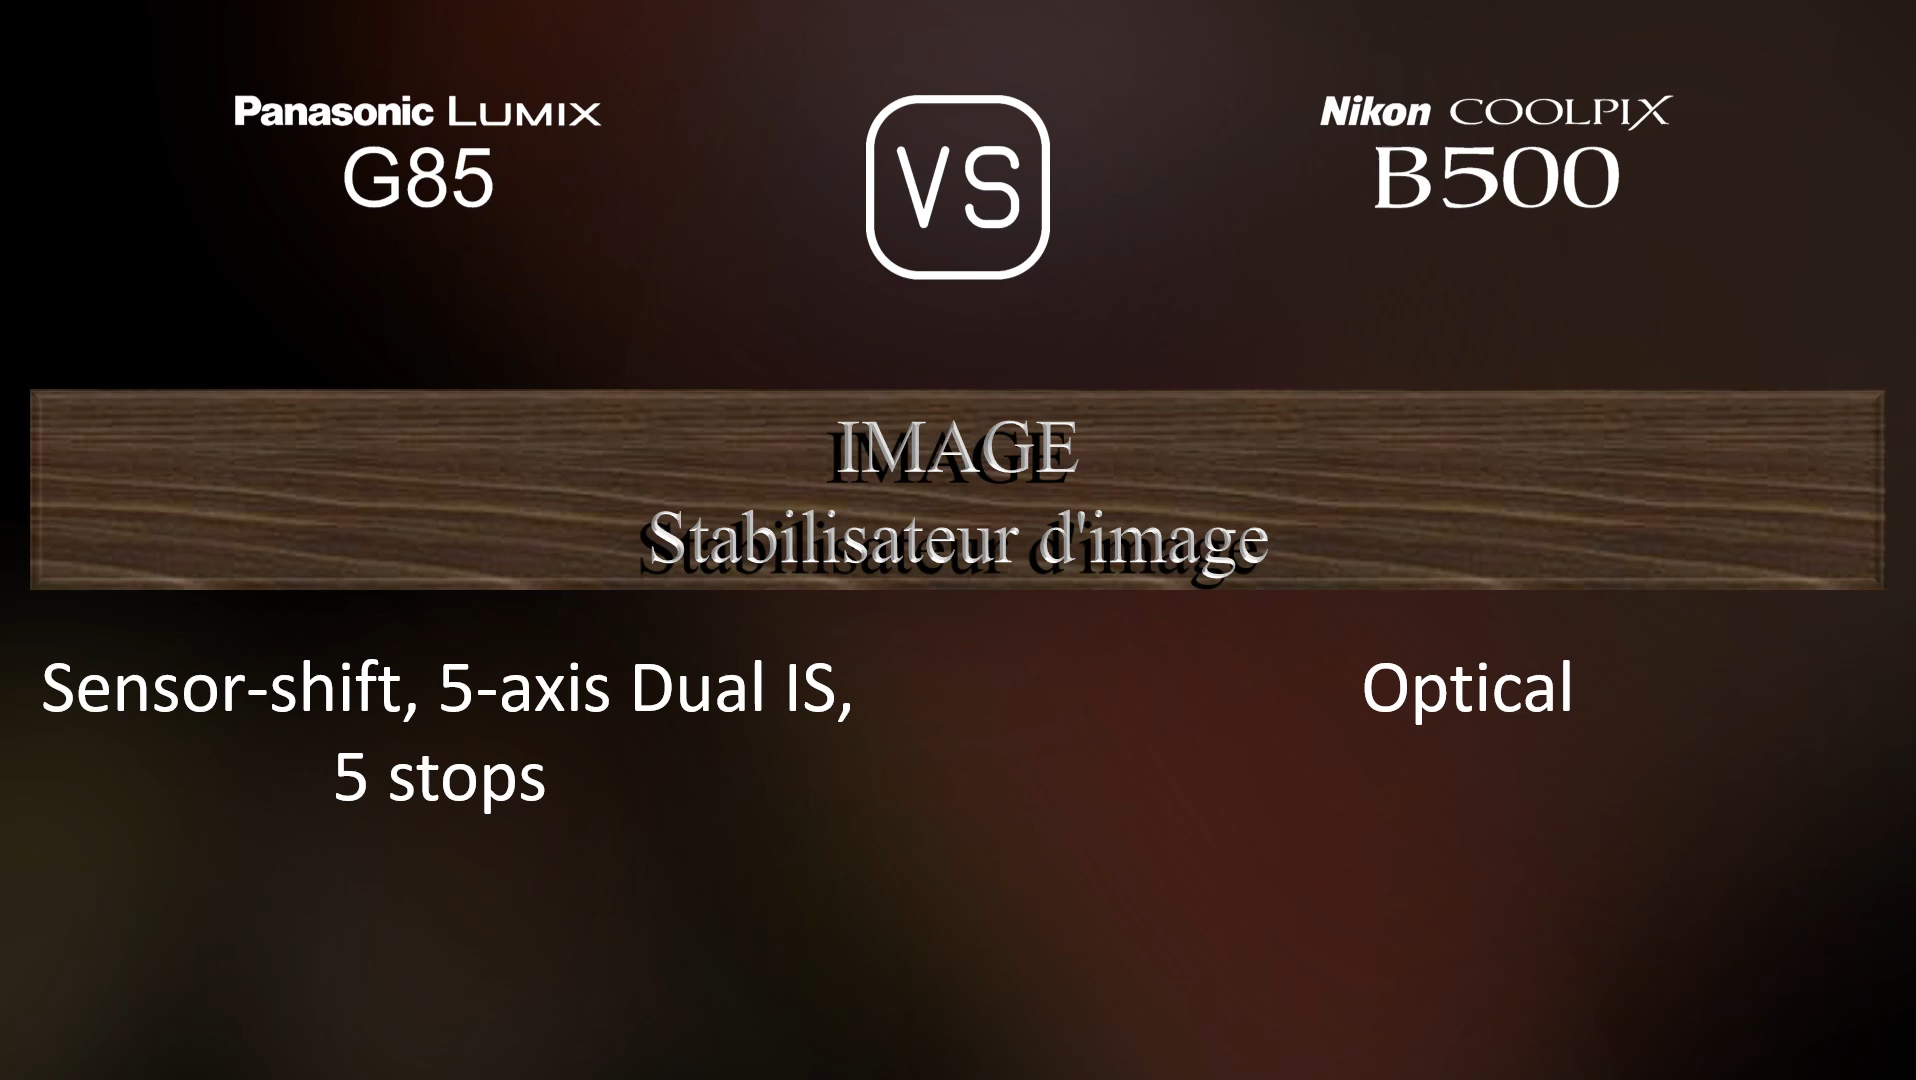 Panasonic LUMIX
G85
VS
Nikon COOLPIX
B500
IMAGE
Stabilisateur d'image
Sensor-shift, 5-axis Dual IS,
5 stops
Optical